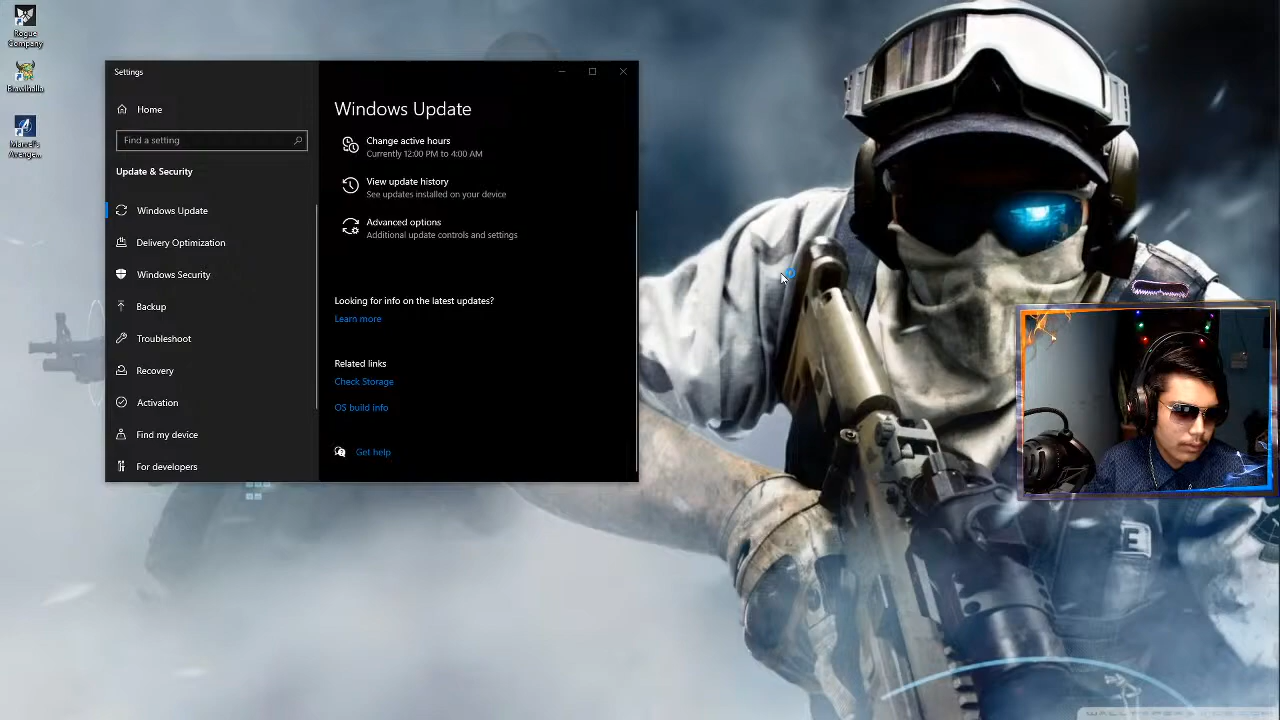 Rogue
Company
Brawlhalla
Marvel's
Avenge...
Settings
Home
Find a setting
Update & Security
Windows Update
Delivery Optimization
Windows Security
Backup
Troubleshoot
Recovery
Activation
Find my device
For developers
Windows Update
Change active hours
Currently 12:00 PM to 4:00 AM
View update history
See updates installed on your device
Advanced options
Additional update controls and settings
Looking for info on the latest updates?
Learn more
Related links
Check Storage
OS build info
Get help
E